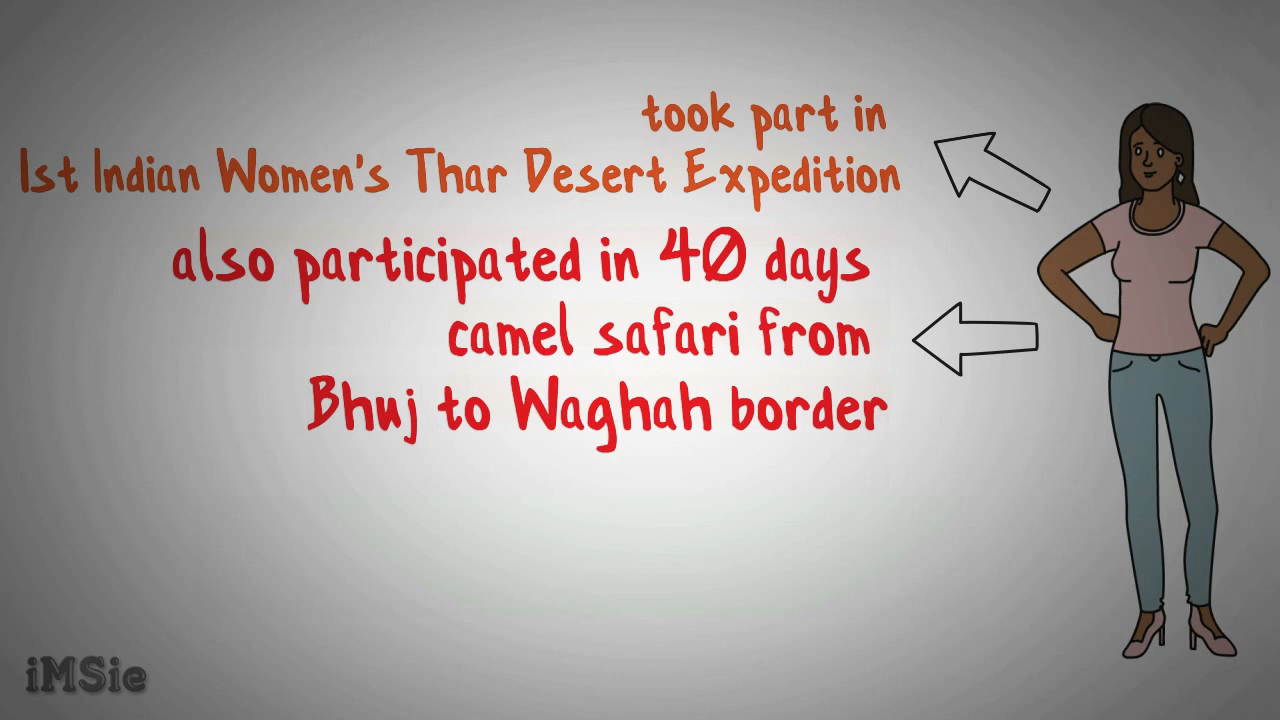 took part in
1st Indian Women's Thar Desert Expedition
also participated in 40 days
camel safari from
Bhuj to Waghah border
iMSie